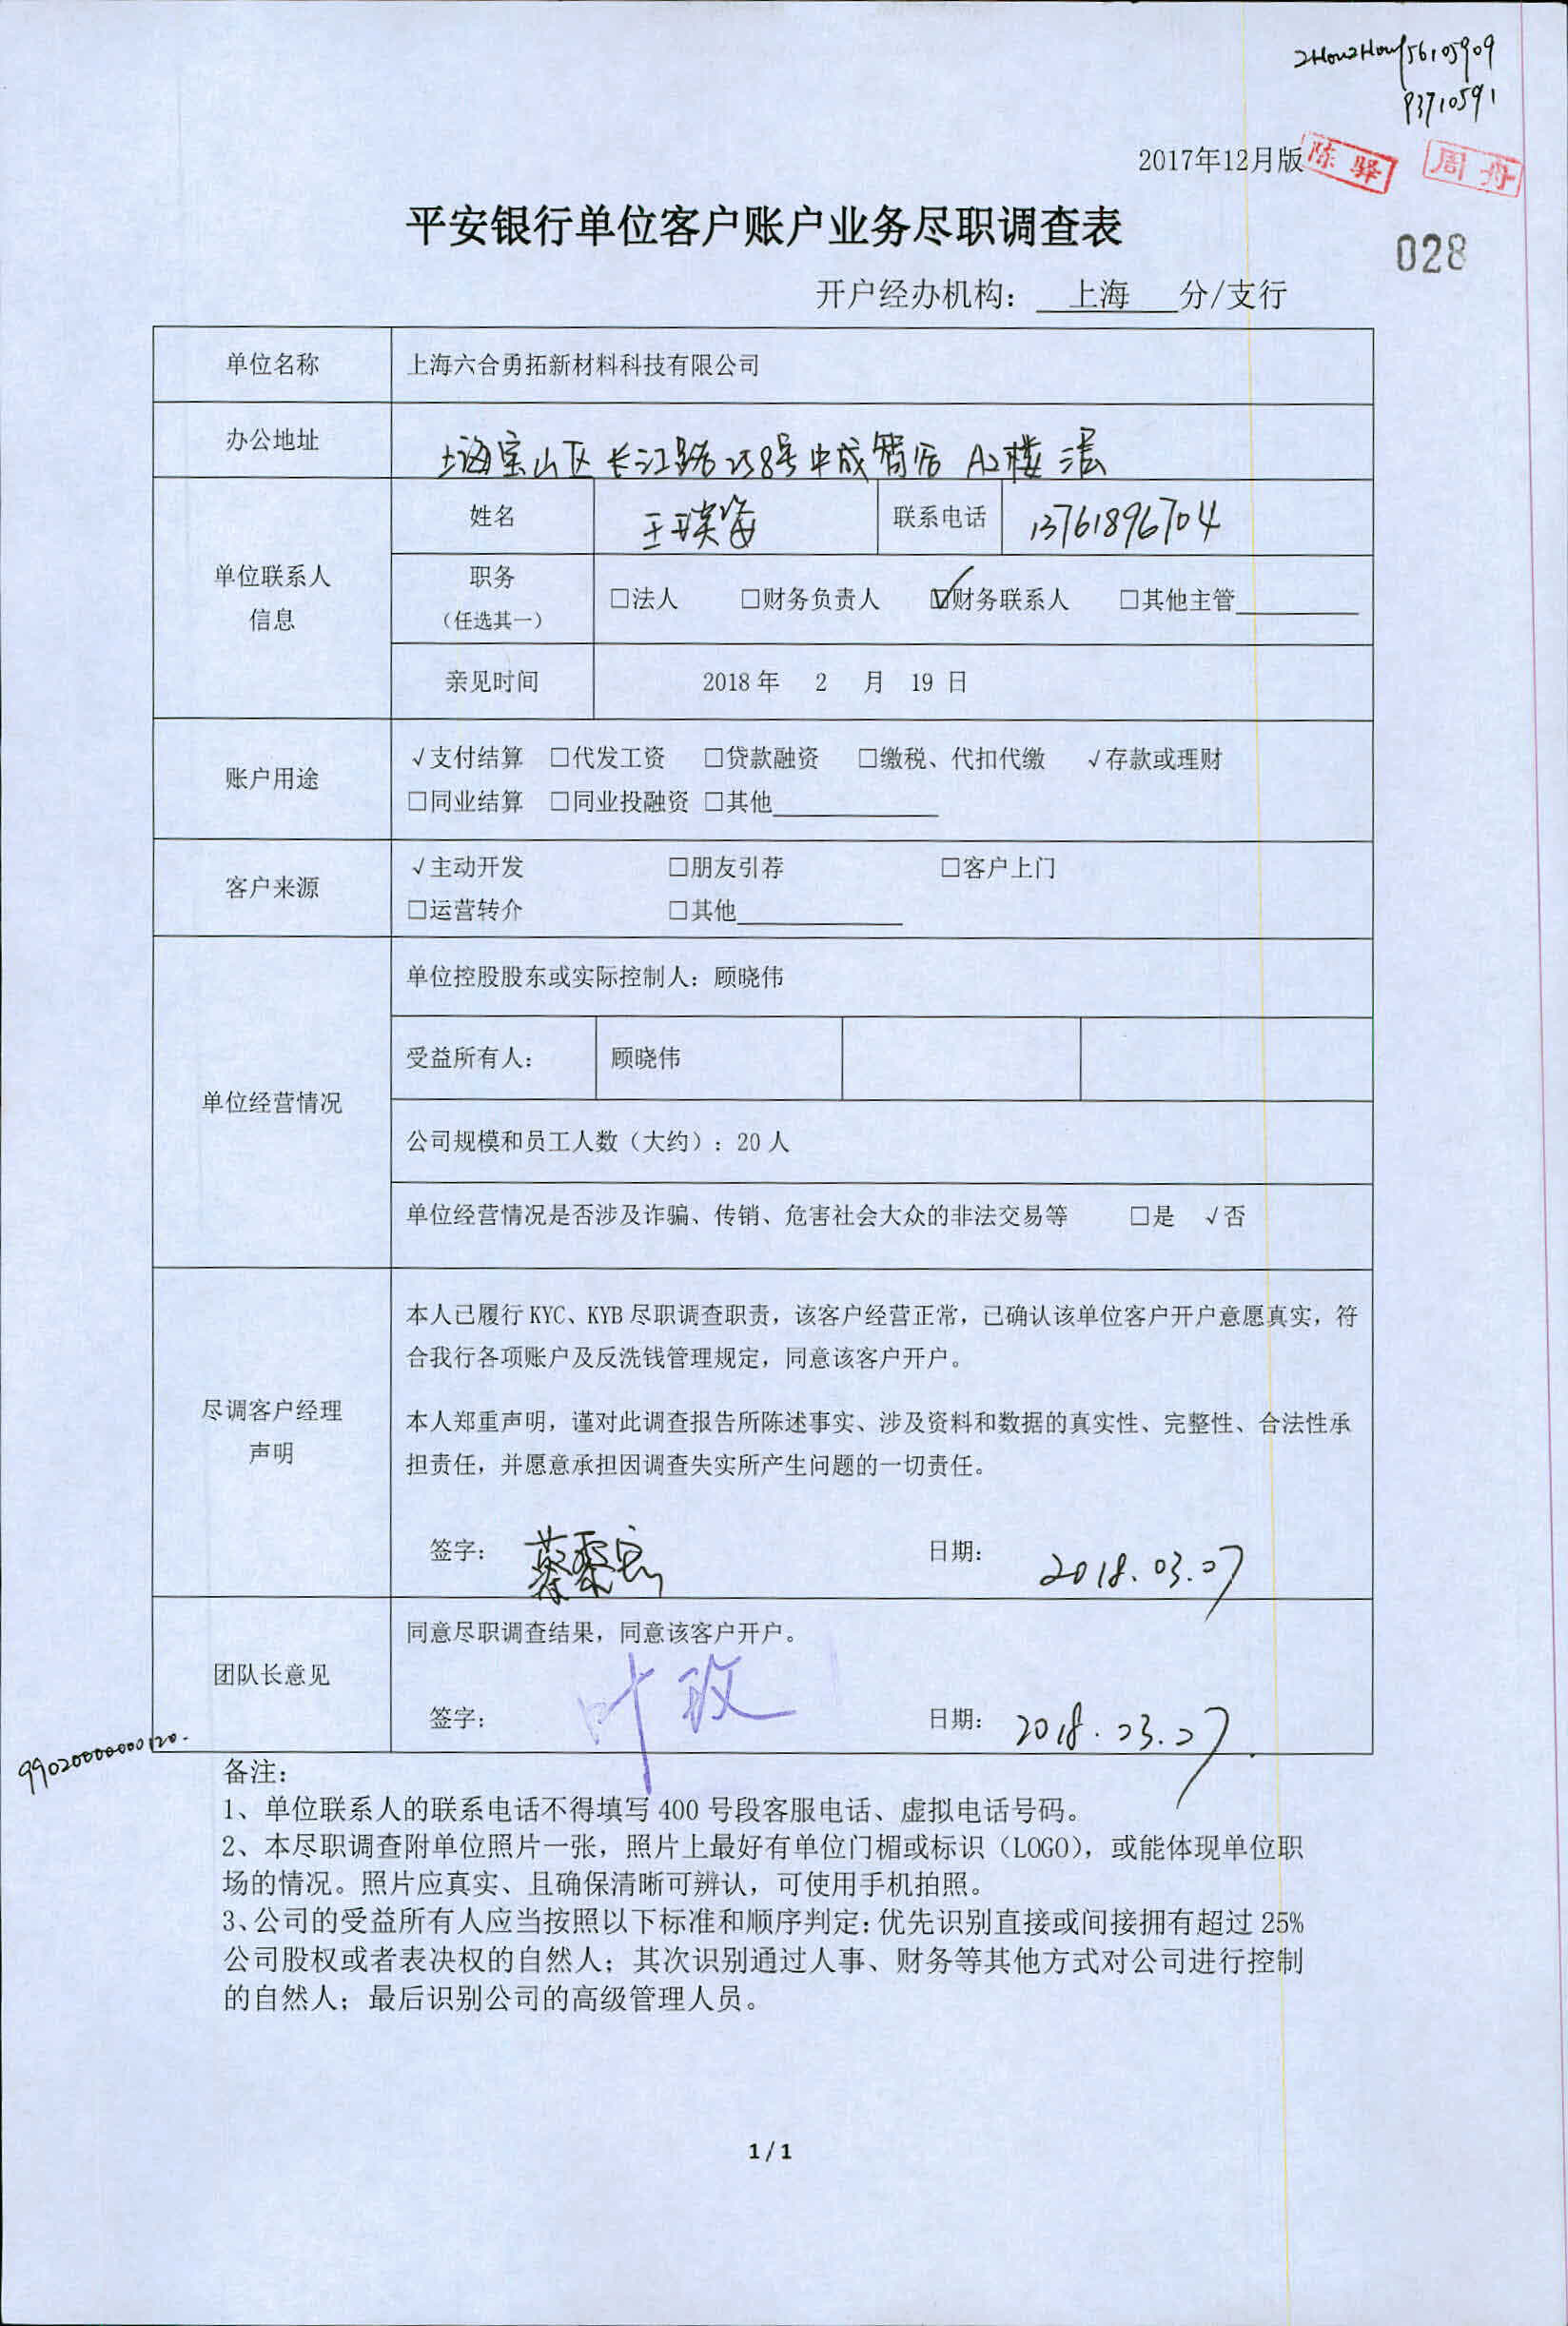 56105909
93710591
2017年12月版 陈驿 周丹
平安银行单位客户账户业务尽职调查表
028
开户经办机构： 上海 分/支行
单位名称 上海六合勇拓新材料科技有限公司
办公地址 上海宝山区长江路258号中成智谷A2楼
单位联系人信息
姓名 王瑛海 联系电话 13761896704
职务
（任选其一）
□法人 □财务负责人 ☑财务联系人 □其他主管
亲见时间 2018年 2 月 19 日
账户用途
√支付结算 □代发工资 □贷款融资 □缴税、代扣代缴 √存款或理财
□同业结算 □同业投融资 □其他
客户来源
√主动开发 □朋友引荐 □客户上门
□运营转介 □其他
单位经营情况
单位控股股东或实际控制人：顾晓伟
受益所有人： 顾晓伟
公司规模和员工人数（大约）：20 人
单位经营情况是否涉及诈骗、传销、危害社会大众的非法交易等 □是 √否
尽调客户经理
声明
本人已履行 KYC、KYB 尽职调查职责，该客户经营正常，已确认该单位客户开户意愿真实，符
合我行各项账户及反洗钱管理规定，同意该客户开户。
本人郑重声明，谨对此调查报告所陈述事实、涉及资料和数据的真实性、完整性、合法性承
担责任，并愿意承担因调查失实所产生问题的一切责任。
签字： 日期： 2018.03.27
团队长意见
同意尽职调查结果，同意该客户开户。
签字： 叶玫 日期： 2018.03.27
99020000000120.
备注：
1、单位联系人的联系电话不得填写 400 号段客服电话、虚拟电话号码。
2、本尽职调查附单位照片一张，照片上最好有单位门楣或标识（LOGO），或能体现单位职
场的情况。照片应真实、且确保清晰可辨认，可使用手机拍照。
3、公司的受益所有人应当按照以下标准和顺序判定：优先识别直接或间接拥有超过 25%
公司股权或者表决权的自然人；其次识别通过人事、财务等其他方式对公司进行控制
的自然人；最后识别公司的高级管理人员。
1 / 1